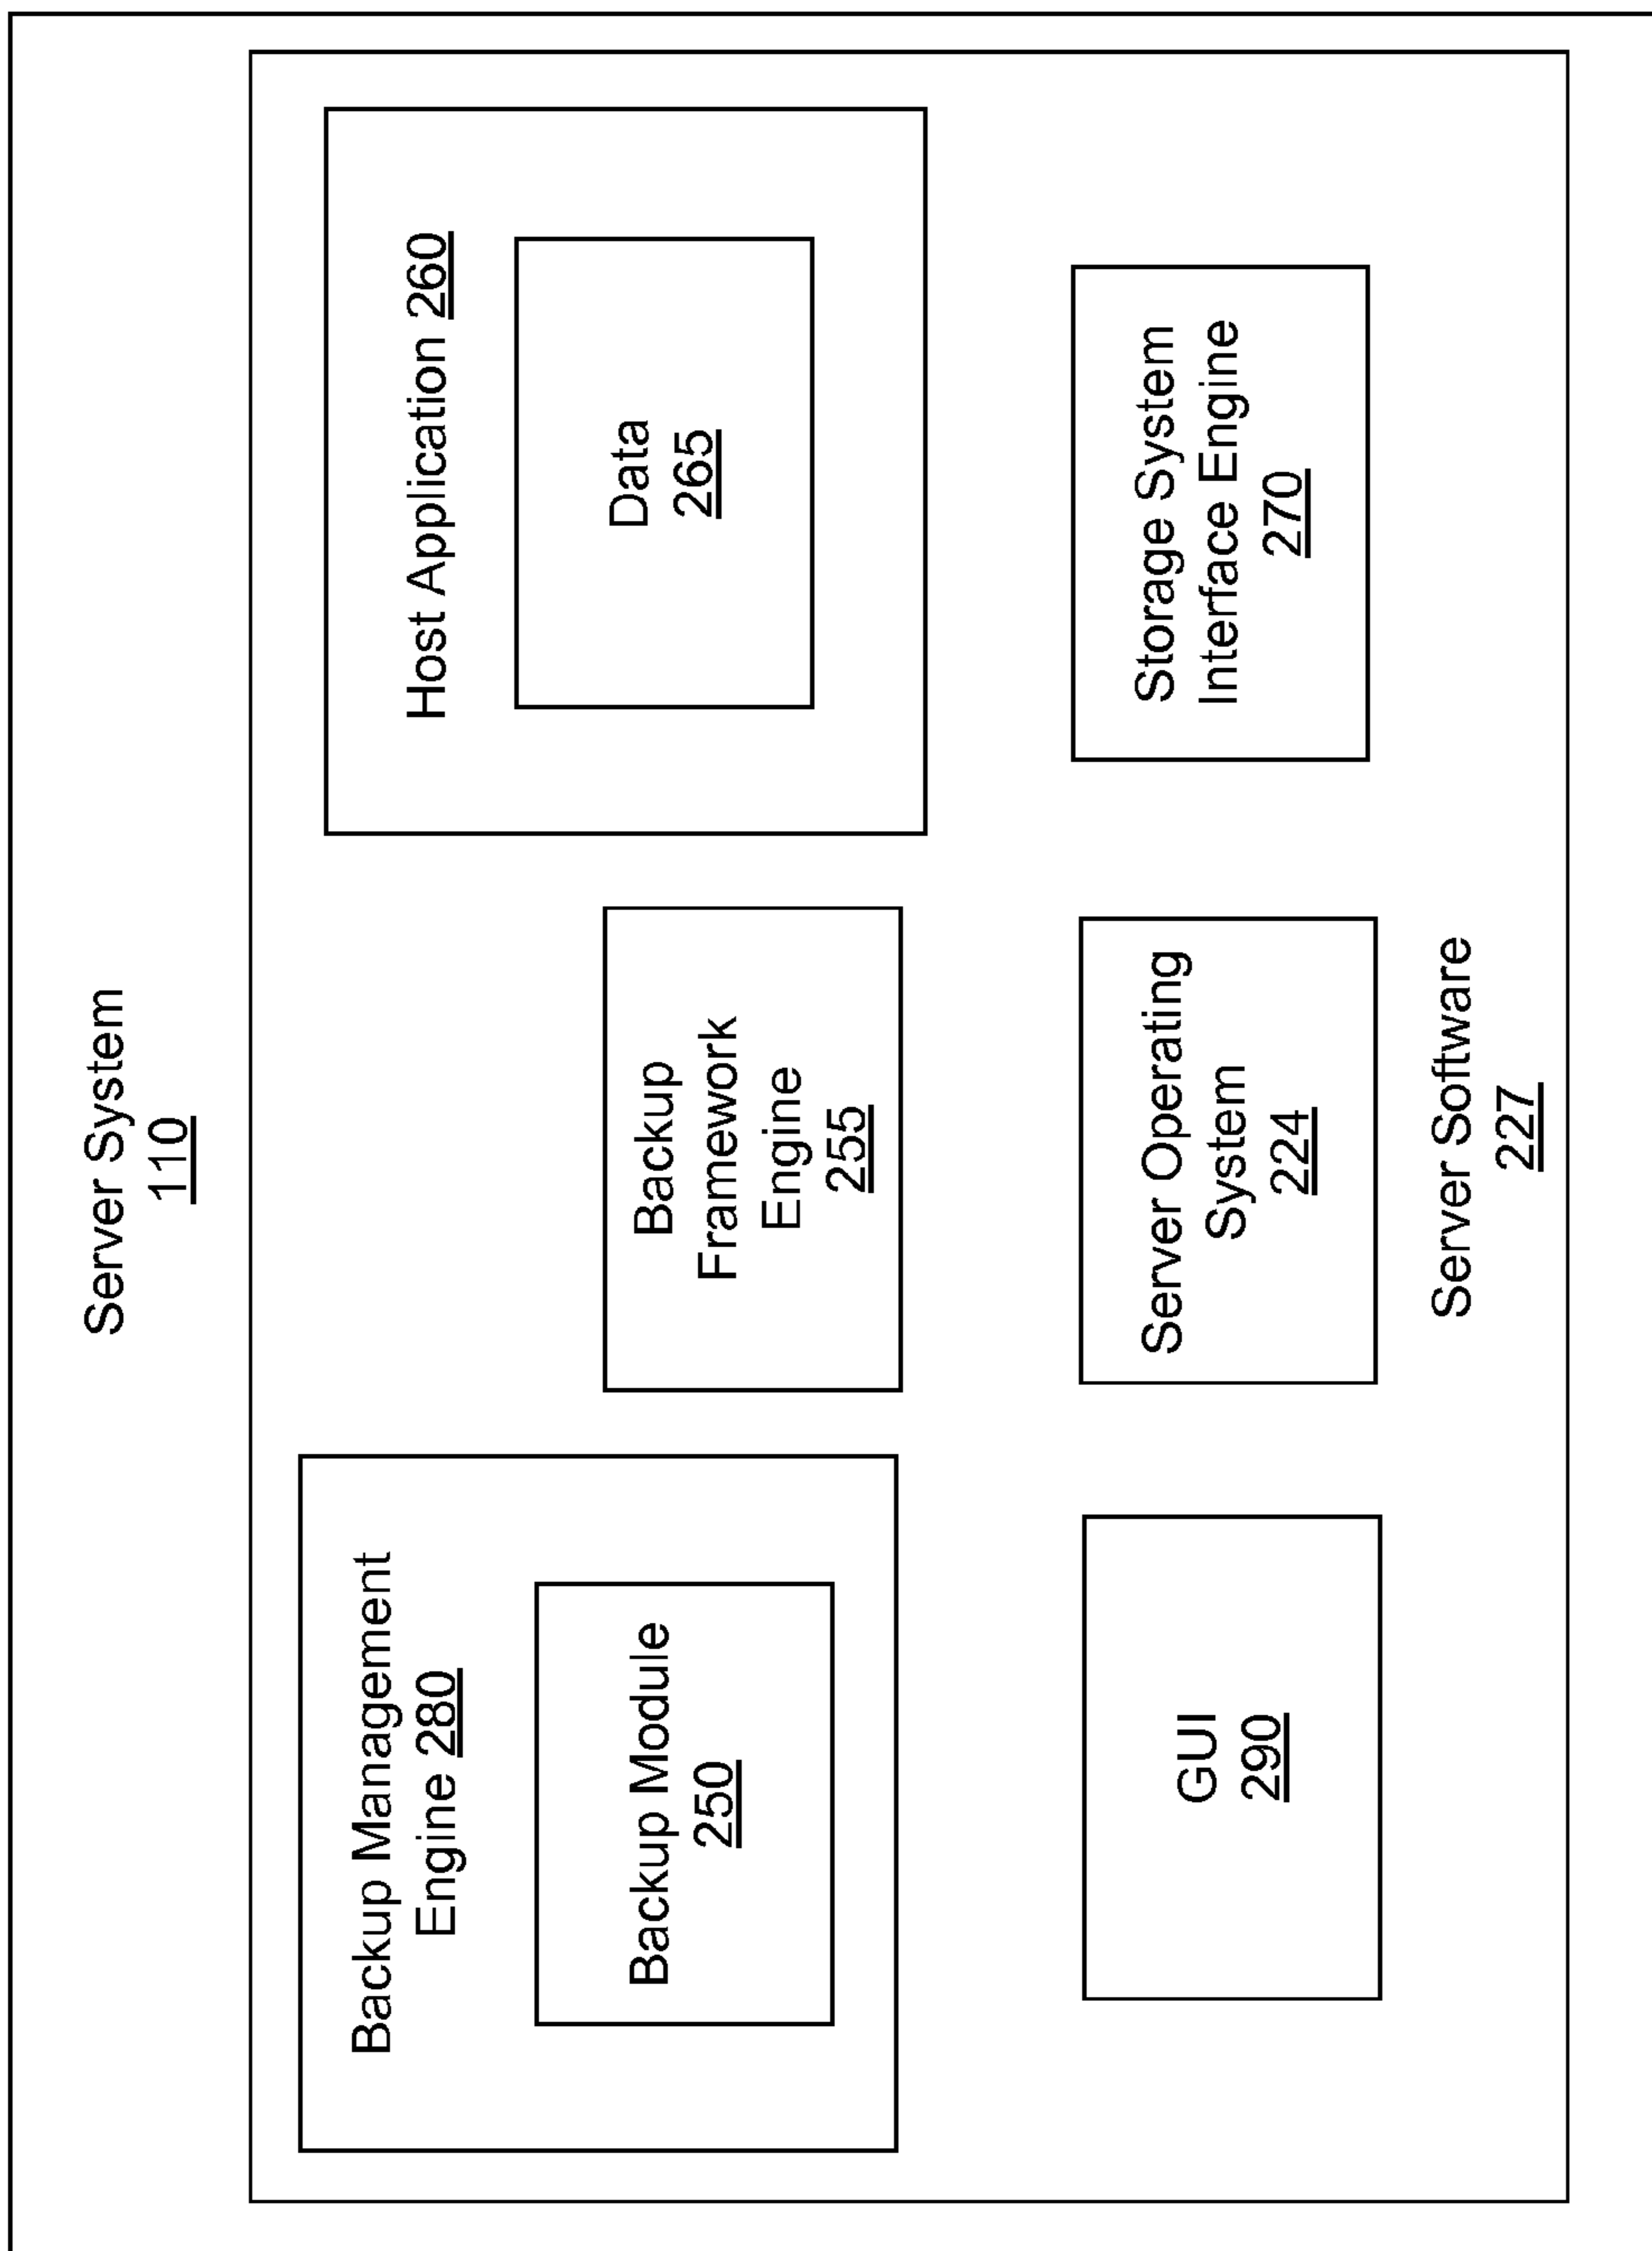 Server System
110
Backup Management
Engine 280
Backup Module
250
Backup
Framework
Engine
255
Host Application 260
Data
265
GUI
290
Server Operating
System
224
Storage System
Interface Engine
270
Server Software
227